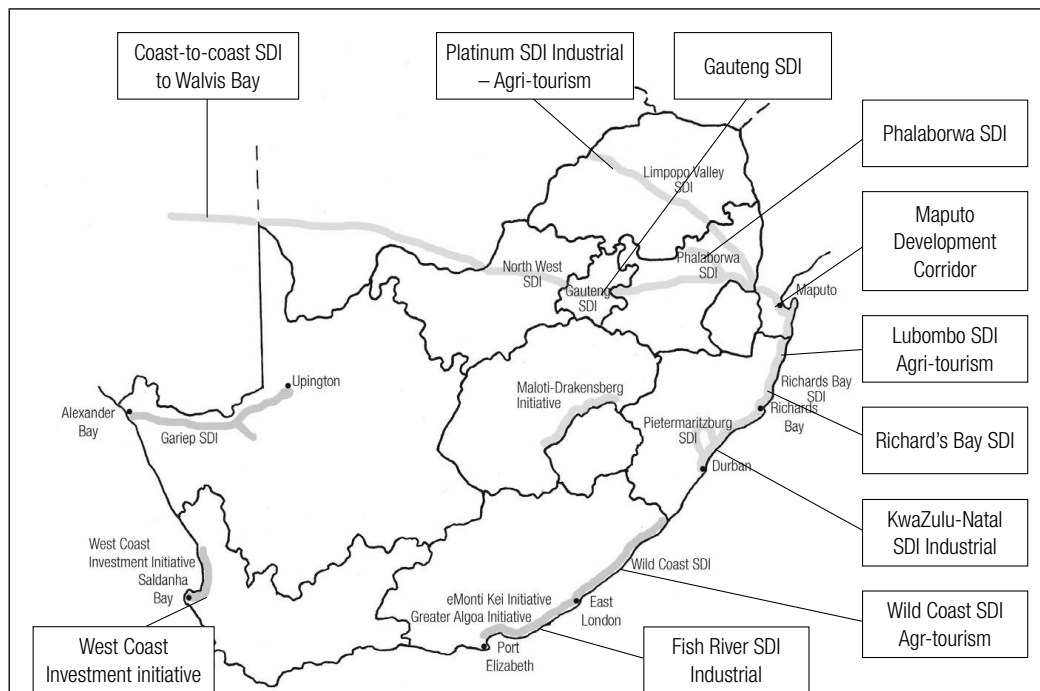 Coast-to-coast SDI
to Walvis Bay
Platinum SDI Industrial
– Agri-tourism
Gauteng SDI
Phalaborwa SDI
Maputo
Development
Corridor
Lubombo SDI
Agri-tourism
Richard's Bay SDI
KwaZulu-Natal
SDI Industrial
Wild Coast SDI
Agr-tourism
Fish River SDI
Industrial
West Coast
Investment initiative
Limpopo Valley
SDI
North West
SDI
Gauteng
SDI
Phalaborwa
SDI
Maputo
Upington
Alexander
Bay
Gariep SDI
Maloti-Drakensberg
Initiative
Richards Bay
SDI
Richards
Bay
Pietermaritzburg
SDI
Durban
West Coast
Investment Initiative
Saldanha
Bay
Wild Coast SDI
eMonti Kei Initiative
Greater Algoa Initiative
East
London
Port
Elizabeth